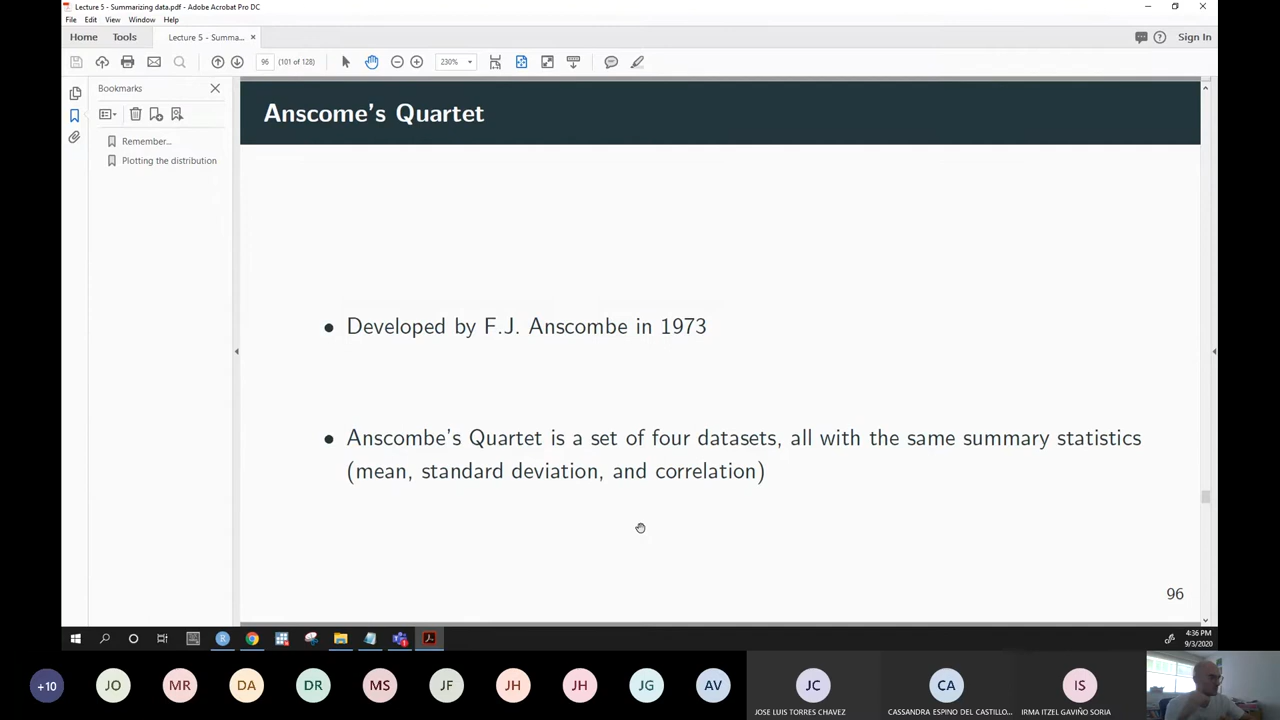 Lecture 5 - Summarizing data.pdf - Adobe Acrobat Pro DC
File Edit View Window Help
Home Tools Lecture 5 - Summa... ×
Sign In
96 (101 of 128) 230%
Bookmarks
Remember...
Plotting the distribution
Anscome's Quartet
• Developed by F.J. Anscombe in 1973
• Anscombe's Quartet is a set of four datasets, all with the same summary statistics
(mean, standard deviation, and correlation)
96
4:36 PM
9/3/2020
+10 JO MR DA DR MS JF JH JH JG AV JC CA IS
JOSE LUIS TORRES CHAVEZ CASSANDRA ESPINO DEL CASTILLO... IRMA ITZEL GAVIÑO SORIA